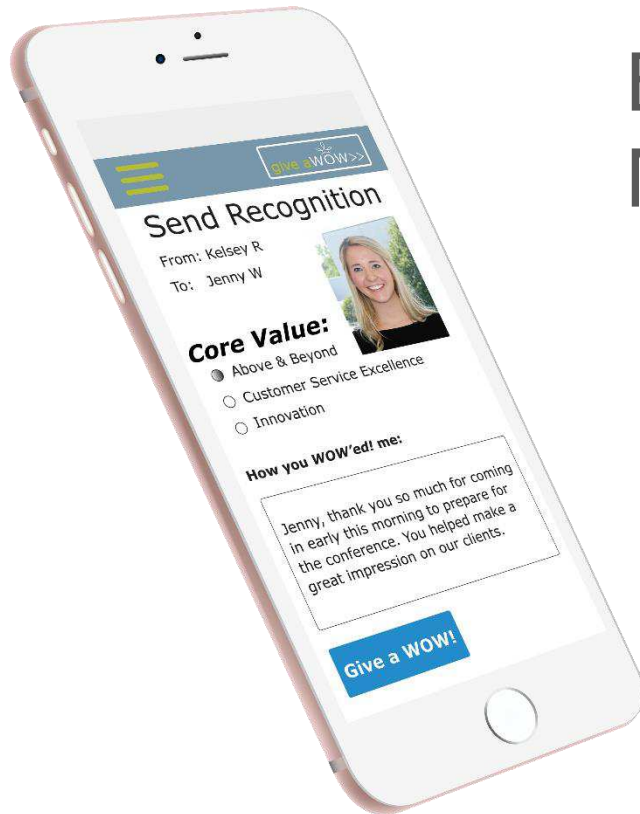 give aWOW>>
Send Recognition
From: Kelsey R
To: Jenny W
Core Value:
Above & Beyond
Customer Service Excellence
Innovation
How you WOW'ed! me:
Jenny, thank you so much for coming
in early this morning to prepare for
the conference. You helped make a
great impression on our clients.
Give a WOW!